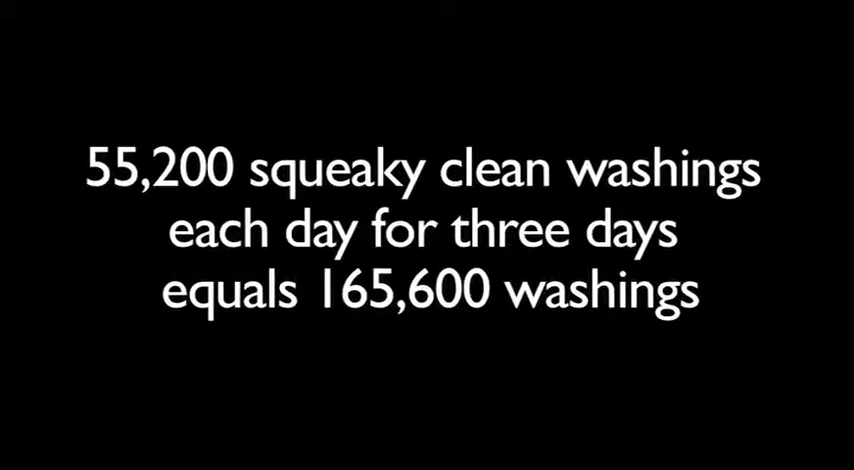 55,200 squeaky clean washings
each day for three days
equals 165,600 washings